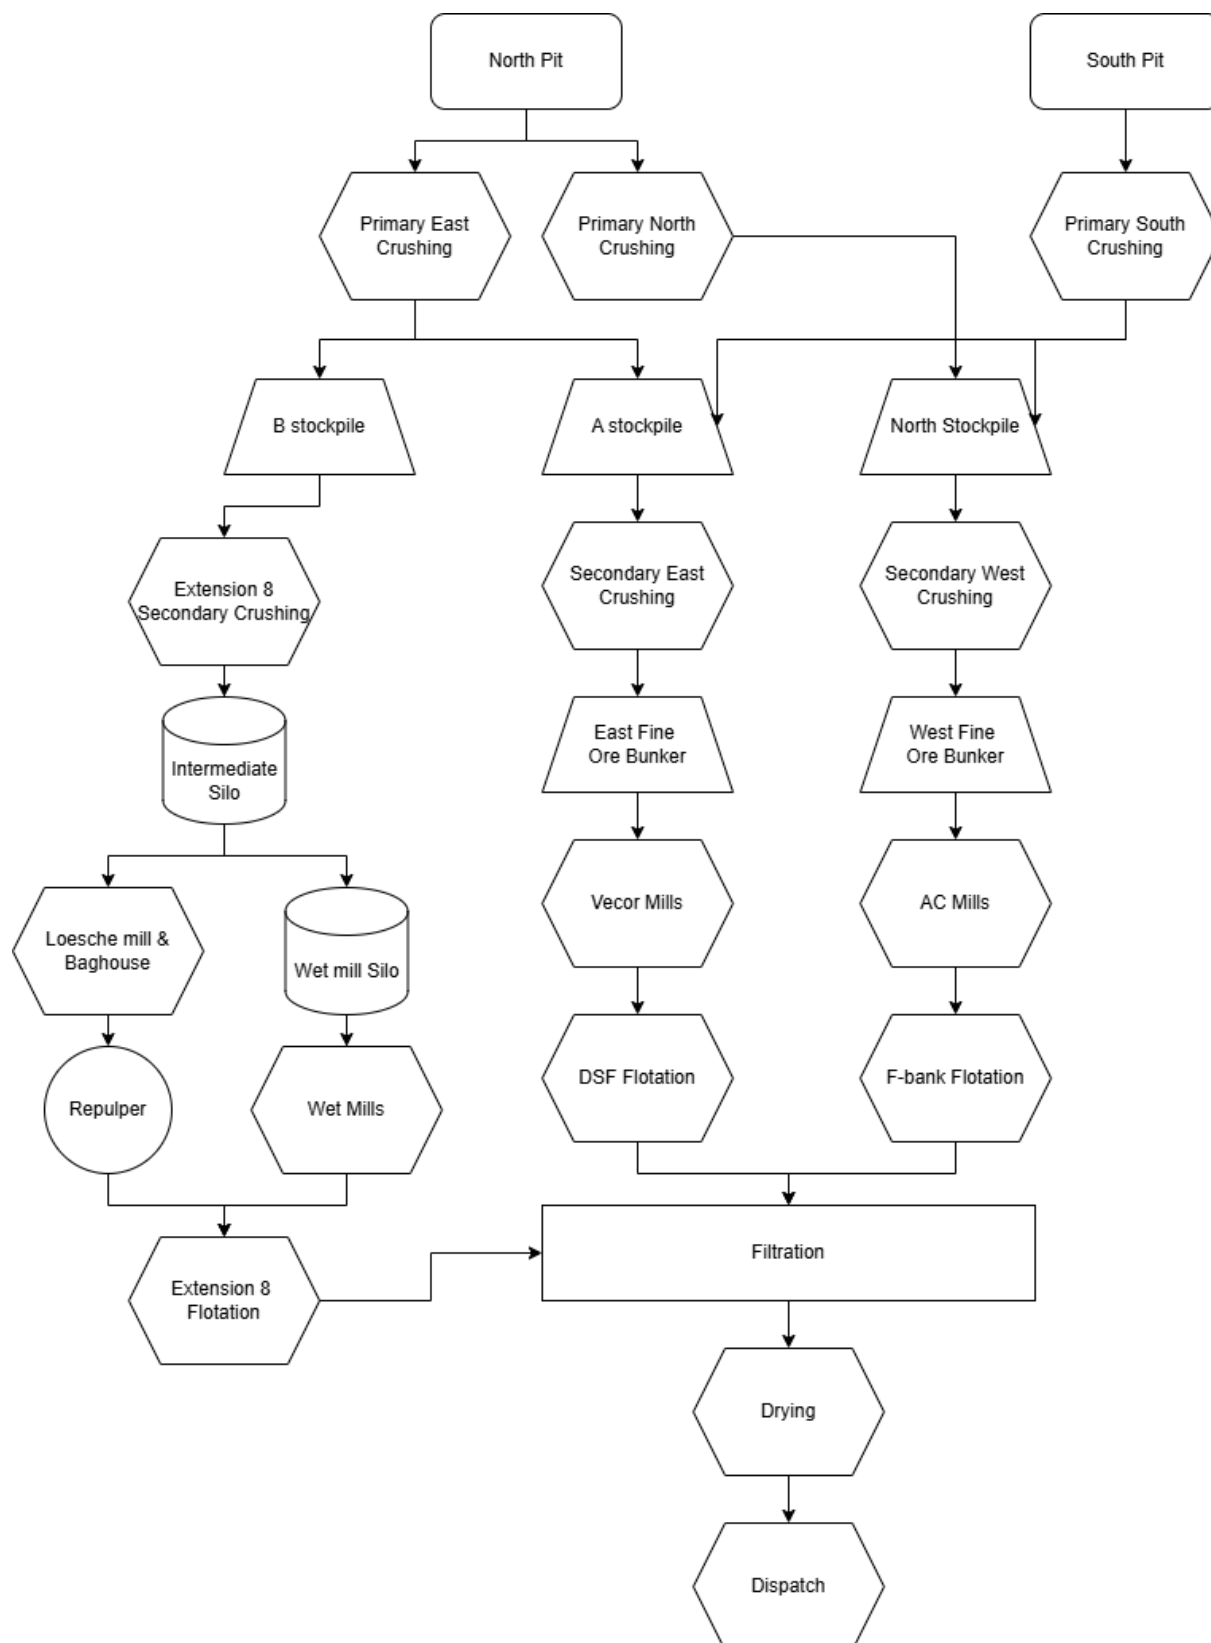 North Pit
South Pit
Primary East
Crushing
Primary North
Crushing
Primary South
Crushing
B stockpile
A stockpile
North Stockpile
Extension 8
Secondary Crushing
Secondary East
Crushing
Secondary West
Crushing
Intermediate
Silo
East Fine
Ore Bunker
West Fine
Ore Bunker
Loesche mill &
Baghouse
Wet mill Silo
Vecor Mills
AC Mills
Repulper
Wet Mills
DSF Flotation
F-bank Flotation
Extension 8
Flotation
Filtration
Drying
Dispatch